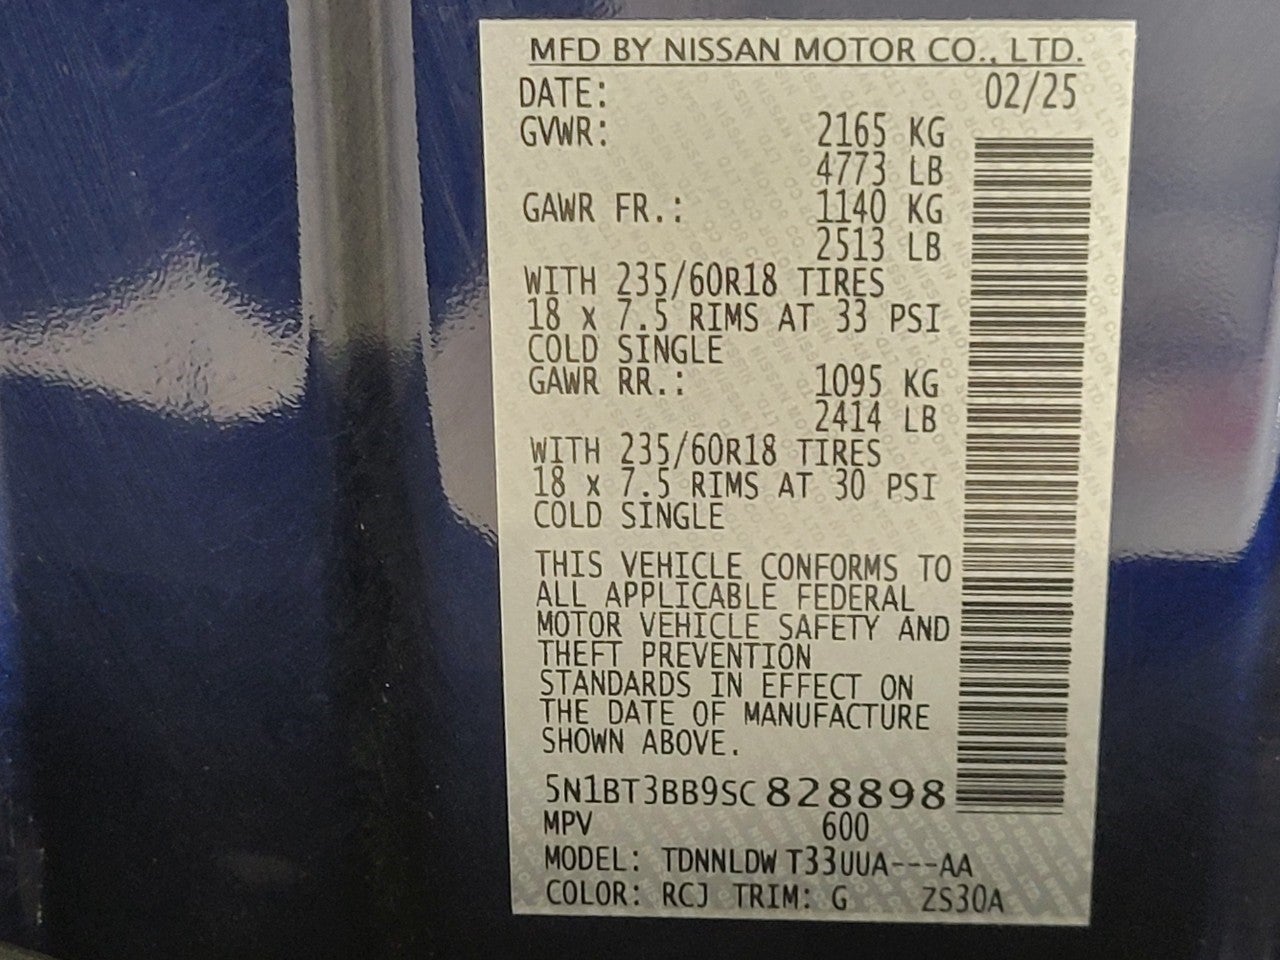 MFD BY NISSAN MOTOR CO., LTD.
DATE: 02/25
GVWR: 2165 KG
4773 LB
GAWR FR.: 1140 KG
2513 LB
WITH 235/60R18 TIRES
18 x 7.5 RIMS AT 33 PSI
COLD SINGLE
GAWR RR.: 1095 KG
2414 LB
WITH 235/60R18 TIRES
18 x 7.5 RIMS AT 30 PSI
COLD SINGLE
THIS VEHICLE CONFORMS TO
ALL APPLICABLE FEDERAL
MOTOR VEHICLE SAFETY AND
THEFT PREVENTION
STANDARDS IN EFFECT ON
THE DATE OF MANUFACTURE
SHOWN ABOVE.
5N1BT3BB9SC828898
MPV 600
MODEL: TDNNLDW T33UUA---AA
COLOR: RCJ TRIM: G ZS30A